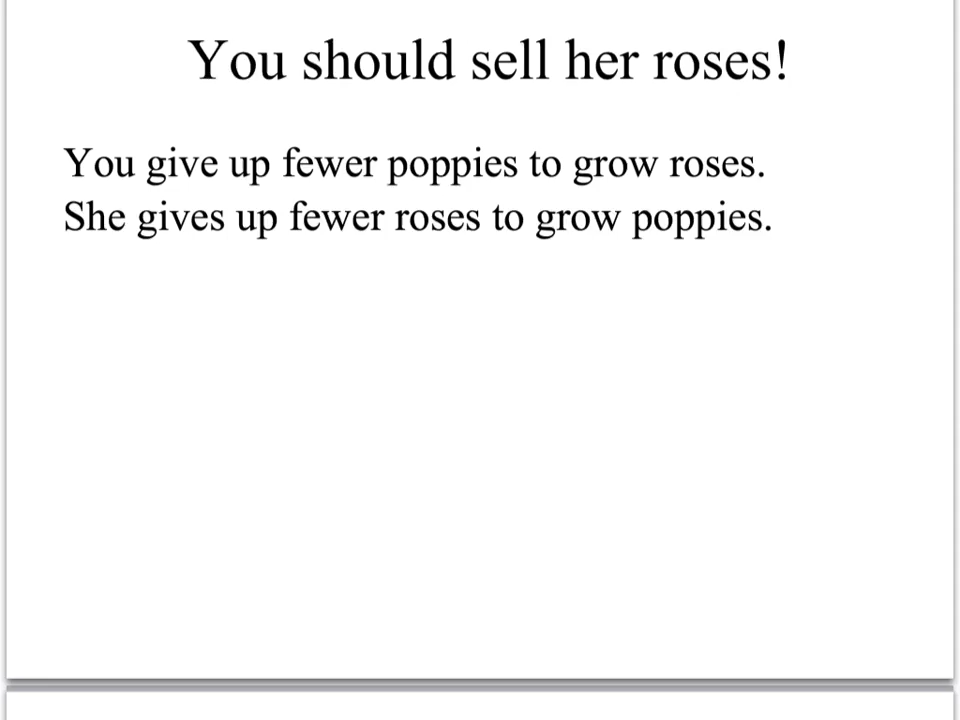 You should sell her roses!
You give up fewer poppies to grow roses.
She gives up fewer roses to grow poppies.